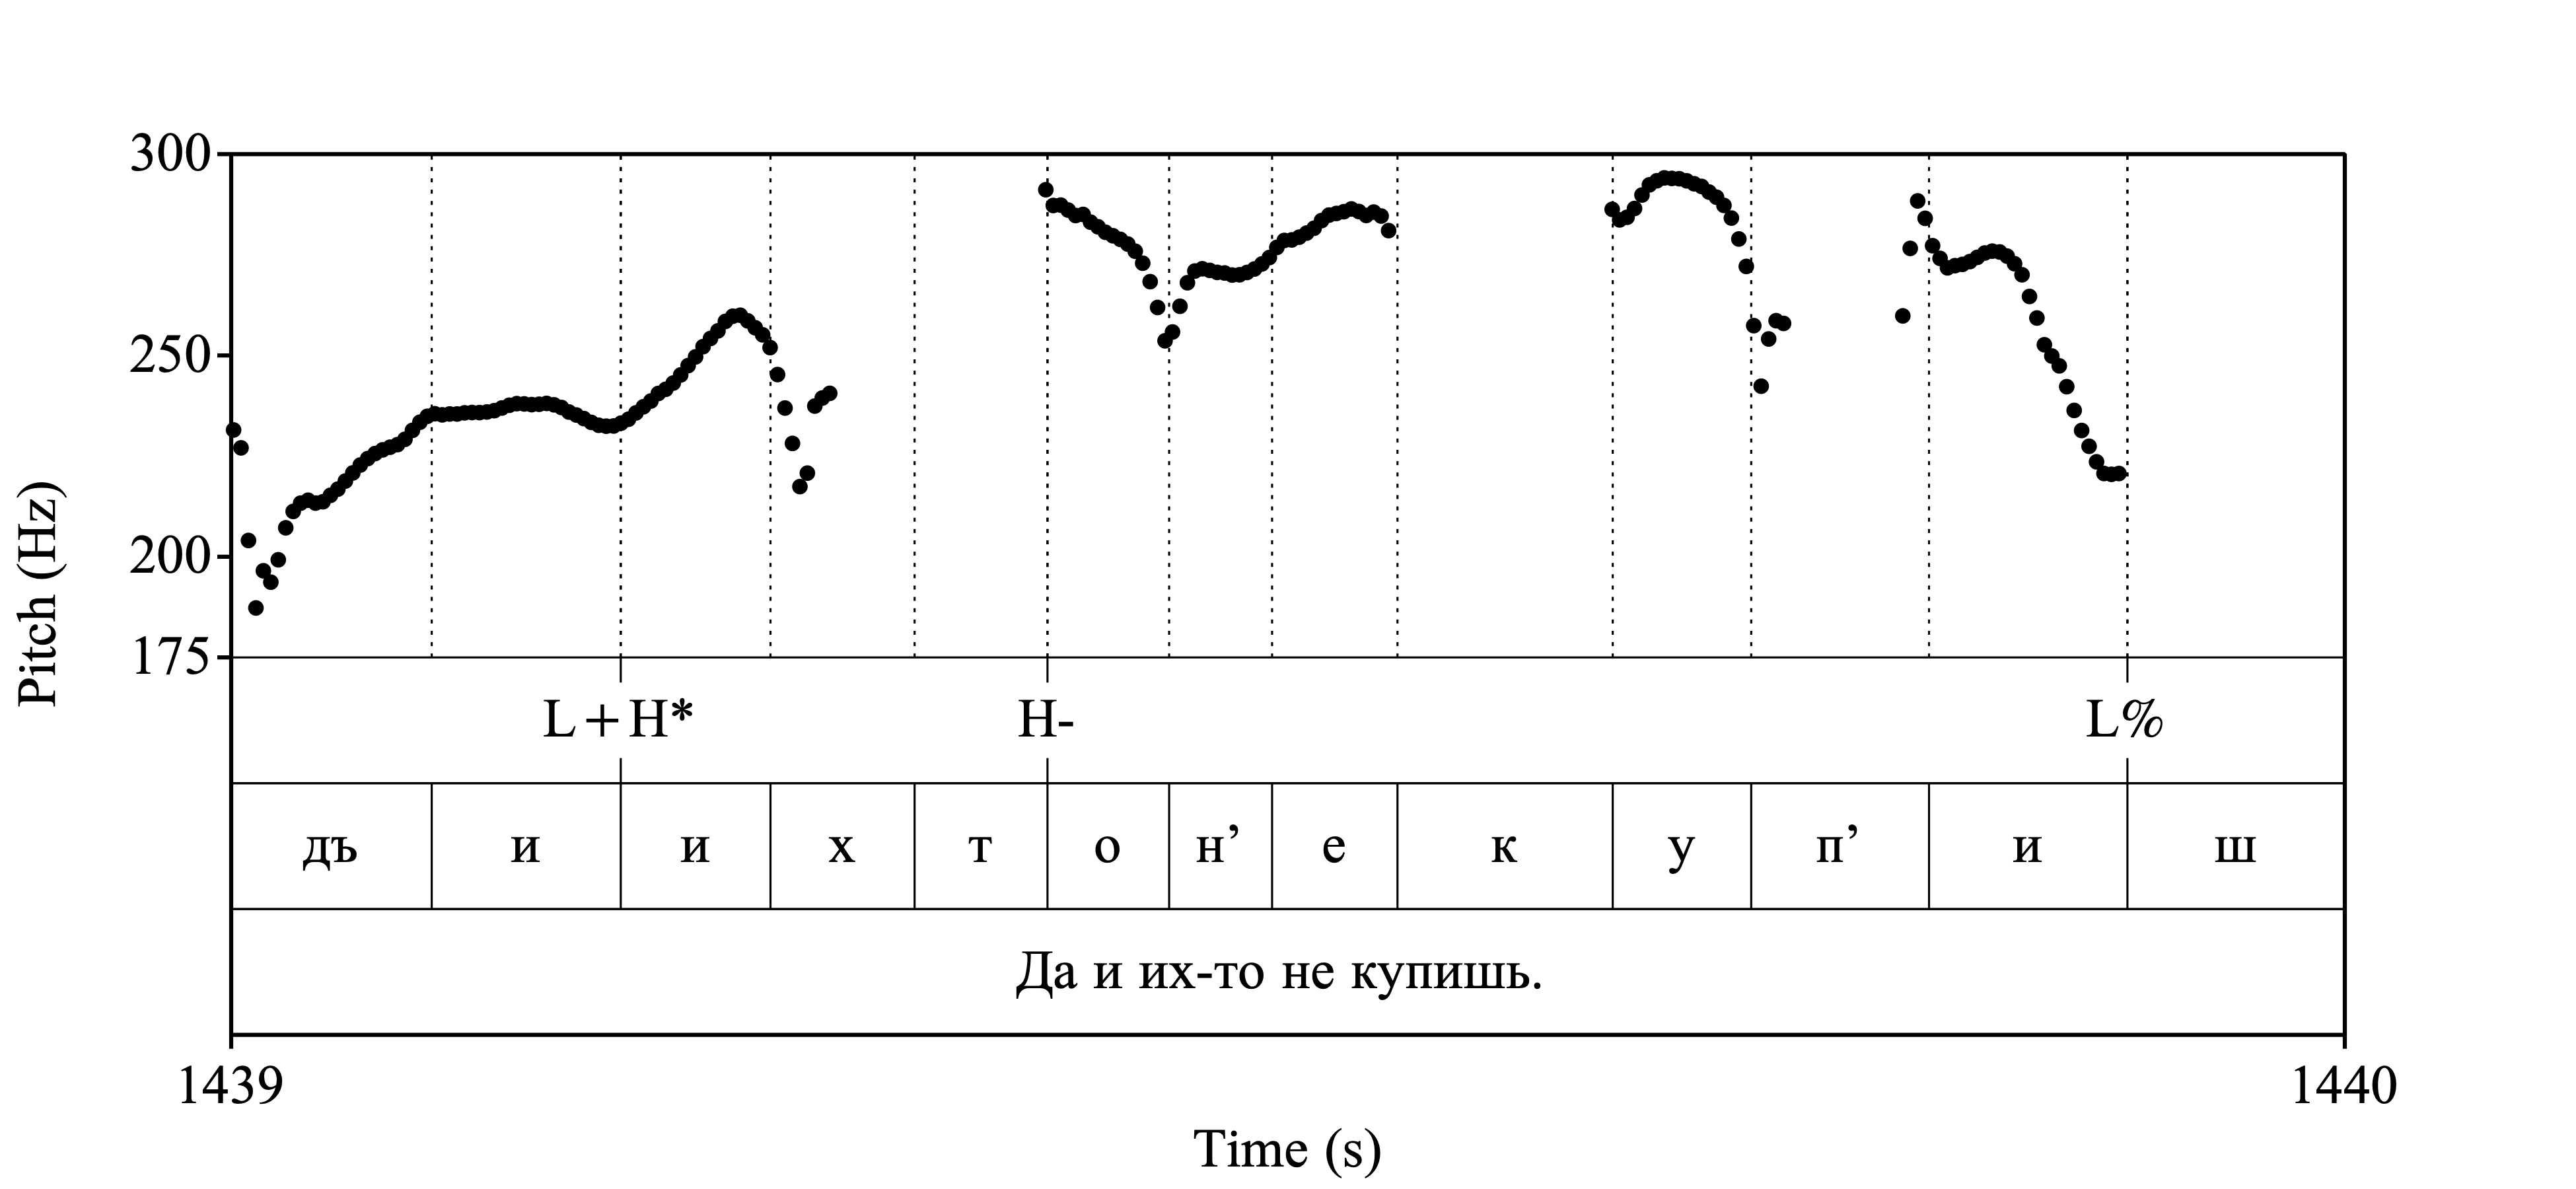 300
250
200
175
Pitch (Hz)
L+H* H- L%
дъ и и х т о н’ е к у п’ и ш
Да и их-то не купишь.
1439 1440
Time (s)